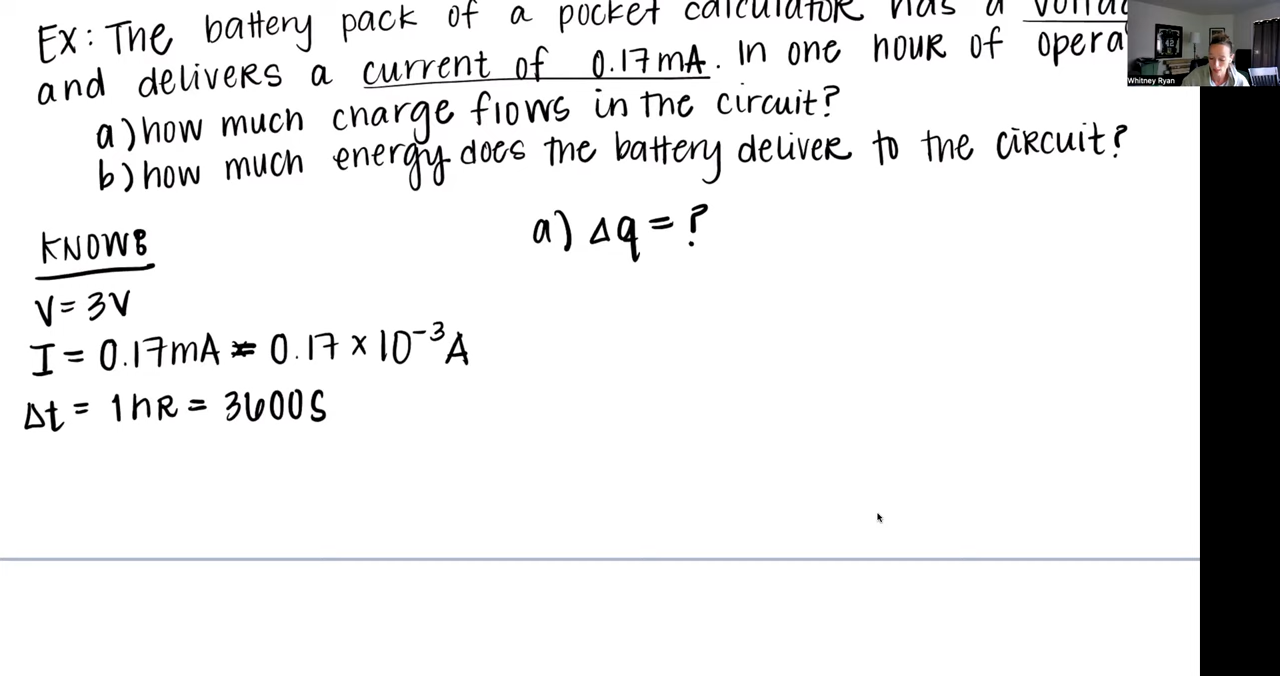 Ex: The battery pack of a pocket calculator has a
and delivers a current of 0.17mA. In one hour of
a) how much charge flows in the circuit?
b) how much energy does the battery deliver to the circuit?
a) Δq = ?
KNOWS
V = 3V
I = 0.17mA = 0.17 × 10⁻³ A
Δt = 1 hR = 3600S
Whitney Ryan